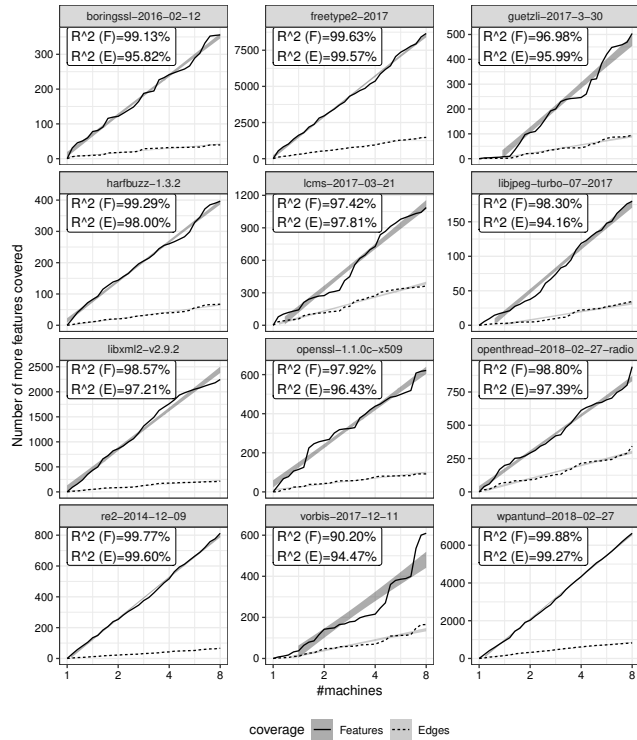 boringssl-2016-02-12
freetype2-2017
guetzli-2017-3-30
R^2 (F)=99.13%
R^2 (E)=95.82%
R^2 (F)=99.63%
R^2 (E)=99.57%
R^2 (F)=96.98%
R^2 (E)=95.99%
300
200
100
0
7500
5000
2500
0
500
400
300
200
100
0
harfbuzz-1.3.2
lcms-2017-03-21
libjpeg-turbo-07-2017
R^2 (F)=99.29%
R^2 (E)=98.00%
R^2 (F)=97.42%
R^2 (E)=97.81%
R^2 (F)=98.30%
R^2 (E)=94.16%
400
300
200
100
0
1200
900
600
300
0
150
100
50
0
libxml2-v2.9.2
openssl-1.1.0c-x509
openthread-2018-02-27-radio
R^2 (F)=98.57%
R^2 (E)=97.21%
R^2 (F)=97.92%
R^2 (E)=96.43%
R^2 (F)=98.80%
R^2 (E)=97.39%
2500
2000
1500
1000
500
0
600
400
200
0
750
500
250
0
re2-2014-12-09
vorbis-2017-12-11
wpantund-2018-02-27
R^2 (F)=99.77%
R^2 (E)=99.60%
R^2 (F)=90.20%
R^2 (E)=94.47%
R^2 (F)=99.88%
R^2 (E)=99.27%
800
600
400
200
0
600
400
200
0
6000
4000
2000
0
1 2 4 8
1 2 4 8
1 2 4 8
Number of more features covered
#machines
coverage Features Edges